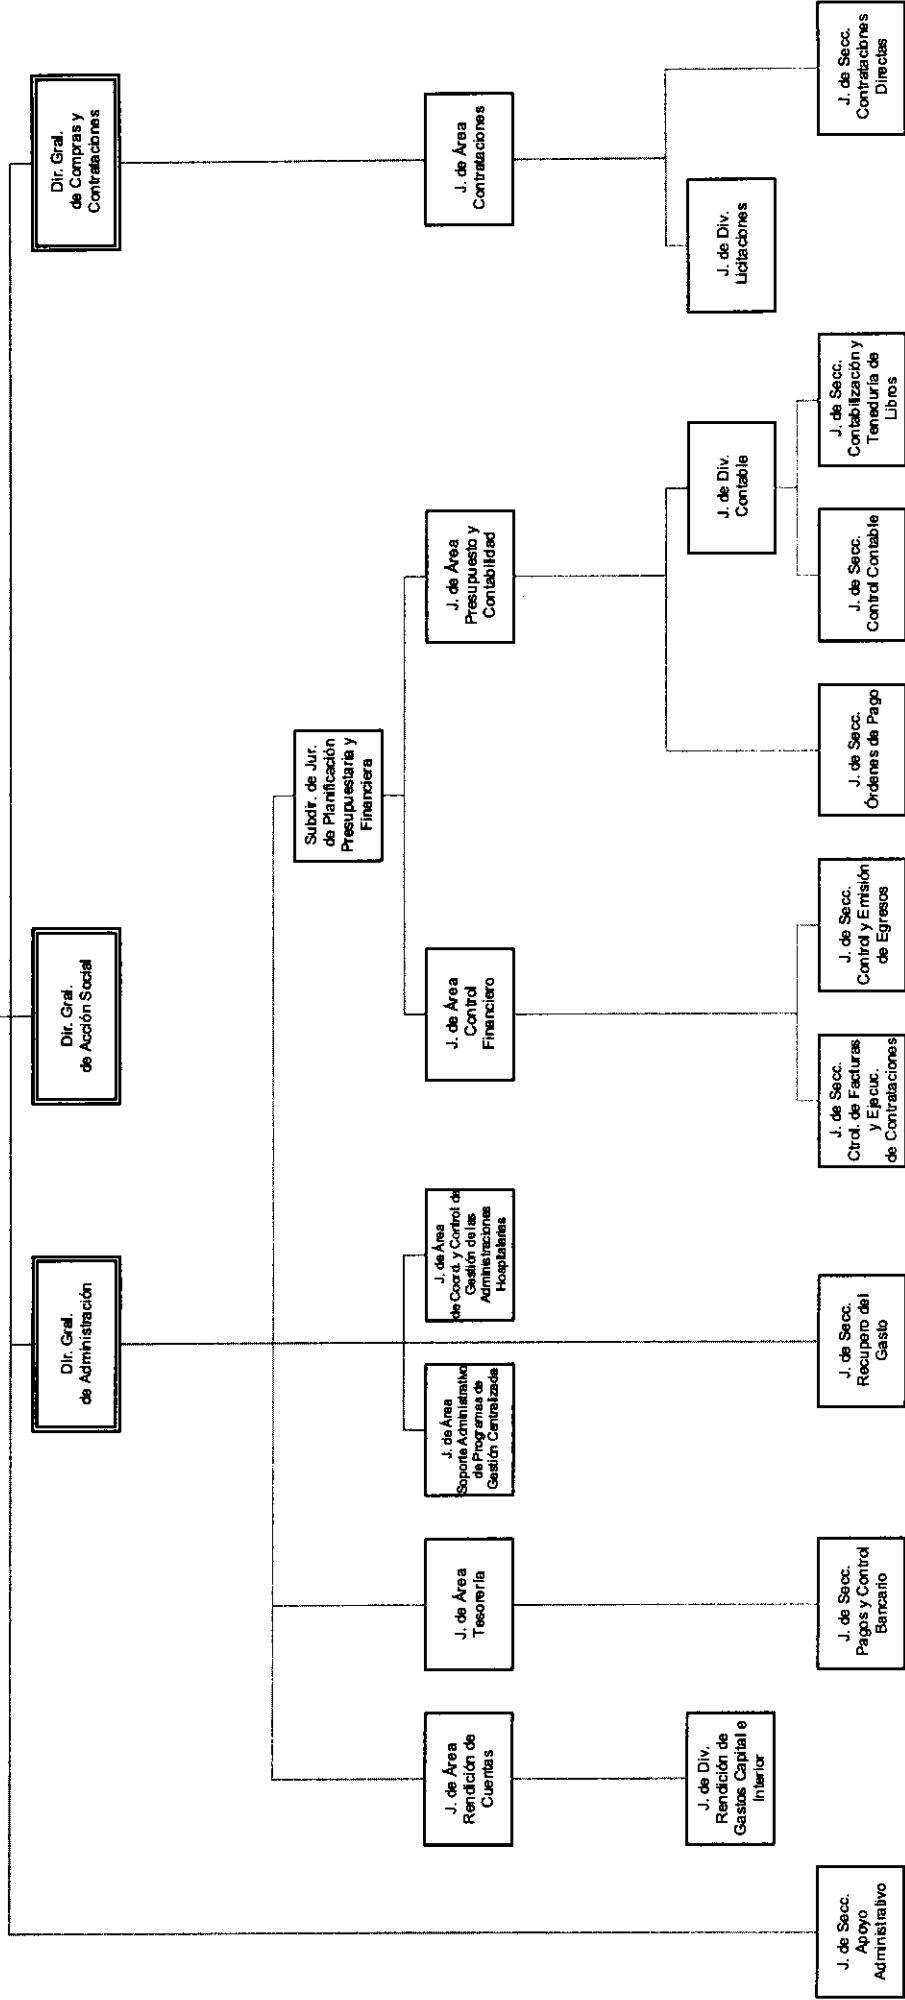 Dir. Gral.
de Administración
Dir. Gral.
de Acción Social
Dir. Gral.
de Compras y
Contrataciones
Subdir. de Jur.
de Planificación
Presupuestaria y
Financiera
J. de Área
Rendición de
Cuentas
J. de Área
Tesorería
J. de Área
Soporte Administrativo
de Programas de
Gestión Centralizada
J. de Área
de Coord. y Control de
Gestión de las
Administraciones
Hospitalarias
J. de Área
Control
Financiero
J. de Área
Presupuesto y
Contabilidad
J. de Área
Contrataciones
J. de Div.
Rendición de
Gastos Capital e
Interior
J. de Div.
Contable
J. de Div.
Licitaciones
J. de Secc.
Apoyo
Administrativo
J. de Secc.
Pagos y Control
Bancario
J. de Secc.
Recupero del
Gasto
J. de Secc.
Ctrol. de Facturas
y Ejecuc.
de Contrataciones
J. de Secc.
Control y Emisión
de Egresos
J. de Secc.
Órdenes de Pago
J. de Secc.
Control Contable
J. de Secc.
Contabilización y
Teneduría de
Libros
J. de Secc.
Contrataciones
Directas